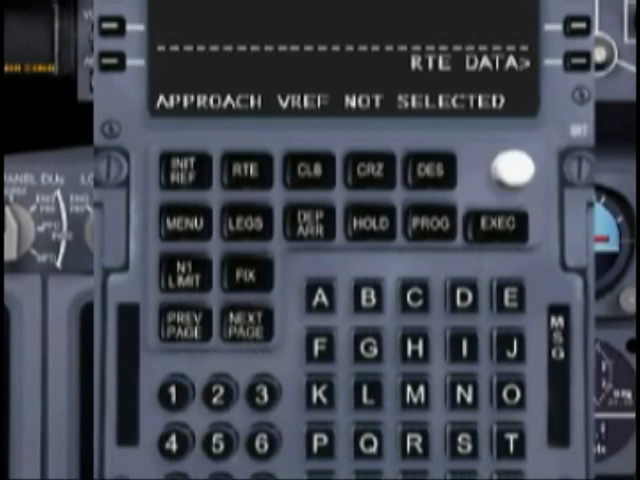 RTE DATA>
APPROACH VREF NOT SELECTED
BRT
INIT REF RTE CLB CRZ DES
MENU LEGS DEP ARR HOLD PROG EXEC
N1 LIMIT FIX
PREV PAGE NEXT PAGE
A B C D E
F G H I J
K L M N O
P Q R S T
1 2 3
4 5 6
MSG